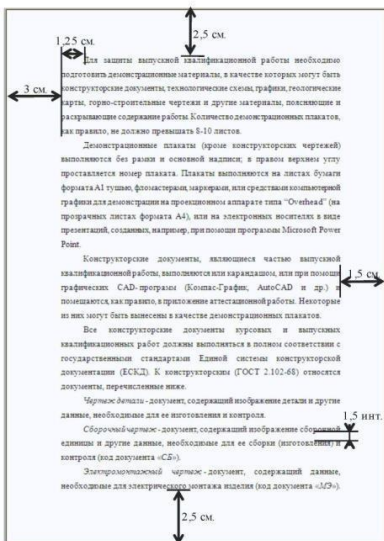 2,5 см.
1,25 см.
Для защиты выпускной квалификационной работы необходимо
подготовить демонстрационные материалы, в качестве которых могут быть
3 см.
конструкторские документы, технологические схемы, графики, геологические
карты, горно-строительные чертежи и другие материалы, поясняющие и
раскрывающие содержание работы. Количество демонстрационных плакатов,
как правило, не должно превышать 8-10 листов.
Демонстрационные плакаты (кроме конструкторских чертежей)
выполняются без рамки и основной надписи; в правом верхнем углу
проставляется номер плаката. Плакаты выполняются на листах бумаги
формата А1 тушью, фломастерами, маркерами, или средствами компьютерной
графики для демонстрации на проекционном аппарате типа "Overhead" (на
прозрачных листах формата А4), или на электронных носителях в виде
презентаций, созданных, например, при помощи программы Microsoft Power
Point.
Конструкторские документы, являющиеся частью выпускной
квалификационной работы, выполняются или карандашом, или при помощи
1,5 см
графических CAD-программ (Компас-График, AutoCAD и др.) и
помещаются, как правило, в приложение аттестационной работы. Некоторые
из них могут быть вынесены в качестве демонстрационных плакатов.
Все конструкторские документы курсовых и выпускных
квалификационных работ должны выполняться в полном соответствии с
государственными стандартами Единой системы конструкторской
документации (ЕСКД). К конструкторским (ГОСТ 2.102-68) относятся
документы, перечисленные ниже.
Чертеж детали - документ, содержащий изображение детали и другие
данные, необходимые для ее изготовления и контроля.
1,5 инт.
Сборочный чертеж - документ, содержащий изображение сборочной
единицы и другие данные, необходимые для ее сборки (изготовления) и
контроля (код документа «СБ»).
Электромонтажный чертеж - документ, содержащий данные,
необходимые для электрического монтажа изделия (код документа «МЭ»).
2,5 см.